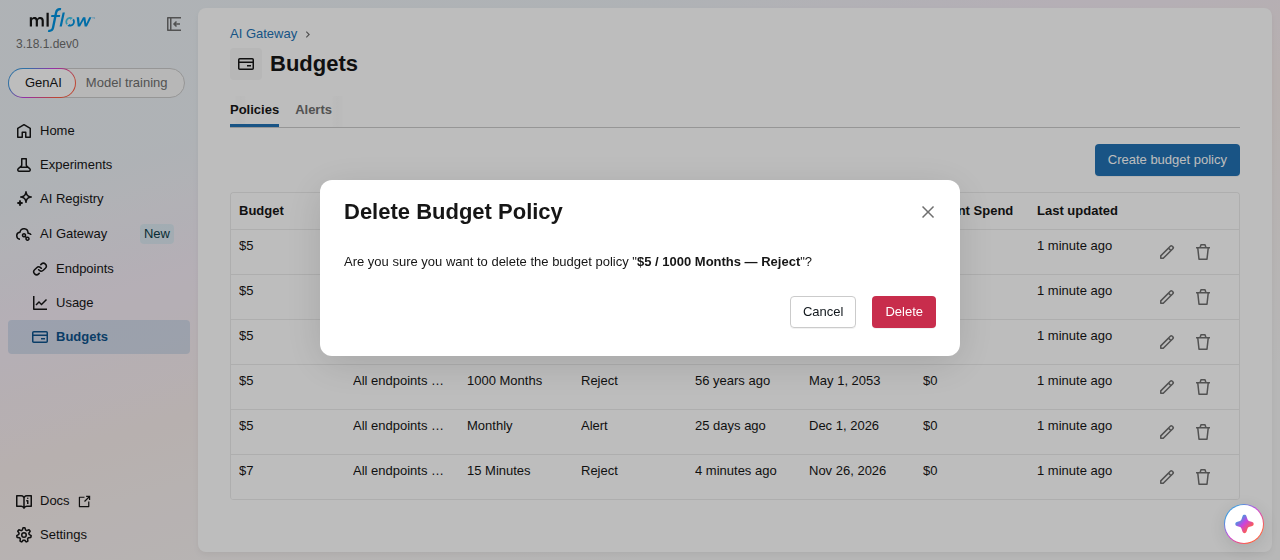 mlflow
3.18.1.dev0
GenAI
Model training
Home
Experiments
AI Registry
AI Gateway
New
Endpoints
Usage
Budgets
Docs
Settings
AI Gateway
Budgets
Policies
Alerts
Create budget policy
Budget
nt Spend
Last updated
$5
1 minute ago
$5
1 minute ago
$5
1 minute ago
$5
All endpoints …
1000 Months
Reject
56 years ago
May 1, 2053
$0
1 minute ago
$5
All endpoints …
Monthly
Alert
25 days ago
Dec 1, 2026
$0
1 minute ago
$7
All endpoints …
15 Minutes
Reject
4 minutes ago
Nov 26, 2026
$0
1 minute ago
Delete Budget Policy
Are you sure you want to delete the budget policy "$5 / 1000 Months — Reject"?
Cancel
Delete